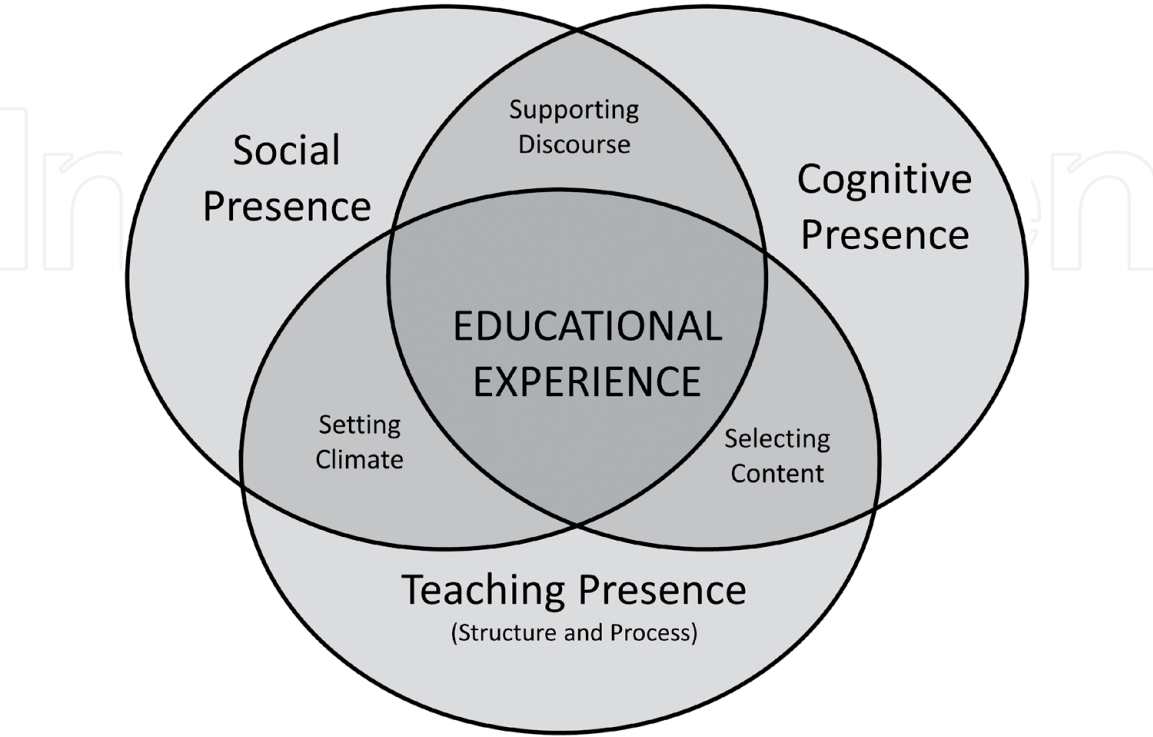 Supporting
Discourse
Social
Presence
Cognitive
Presence
EDUCATIONAL
EXPERIENCE
Setting
Climate
Selecting
Content
Teaching Presence
(Structure and Process)